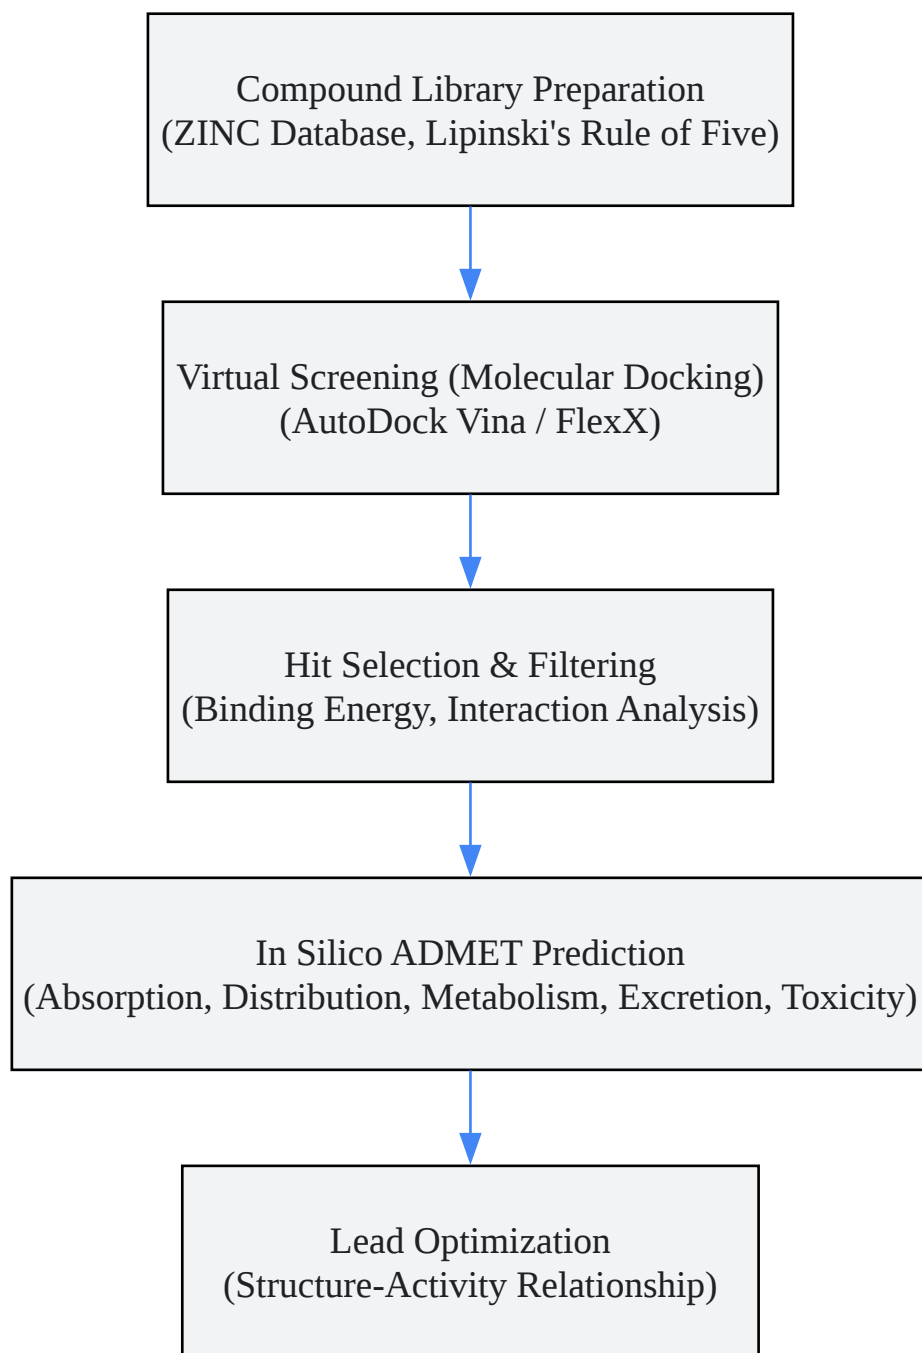 Compound Library Preparation
(ZINC Database, Lipinski's Rule of Five)
Virtual Screening (Molecular Docking)
(AutoDock Vina / FlexX)
Hit Selection & Filtering
(Binding Energy, Interaction Analysis)
In Silico ADMET Prediction
(Absorption, Distribution, Metabolism, Excretion, Toxicity)
Lead Optimization
(Structure-Activity Relationship)